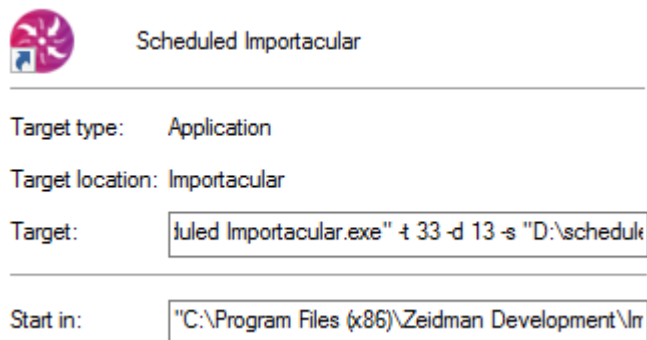 Scheduled Importacular
Target type: Application
Target location: Importacular
Target: duled Importacular.exe" -t 33 -d 13 -s "D:\schedule
Start in: "C:\Program Files (x86)\Zeidman Development\Im